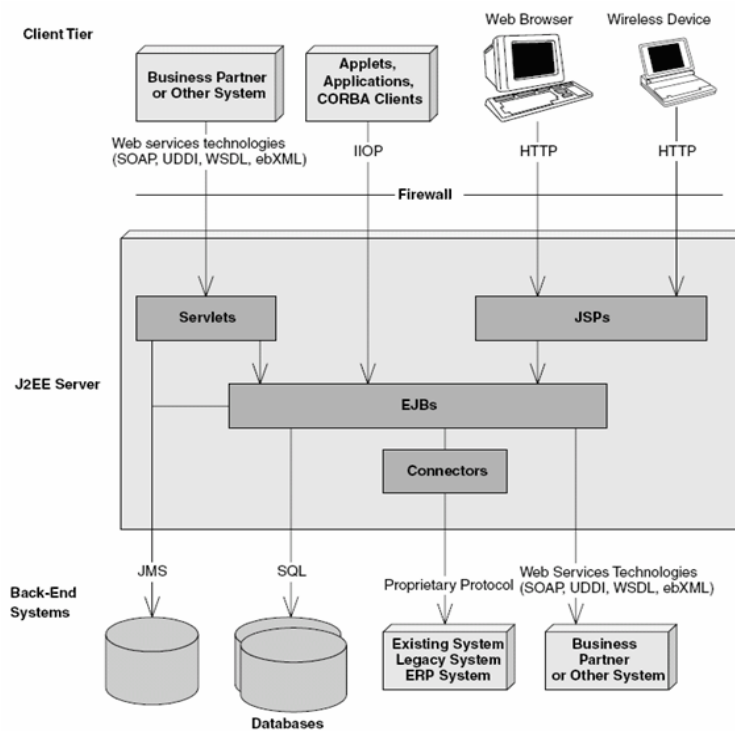 Client Tier
Web Browser
Wireless Device
Business Partner
or Other System
Applets,
Applications,
CORBA Clients
Web services technologies
(SOAP, UDDI, WSDL, ebXML)
IIOP
HTTP
HTTP
Firewall
Servlets
JSPs
J2EE Server
EJBs
Connectors
Back-End
Systems
JMS
SQL
Proprietary Protocol
Web Services Technologies
(SOAP, UDDI, WSDL, ebXML)
Existing System
Legacy System
ERP System
Business
Partner
or Other System
Databases